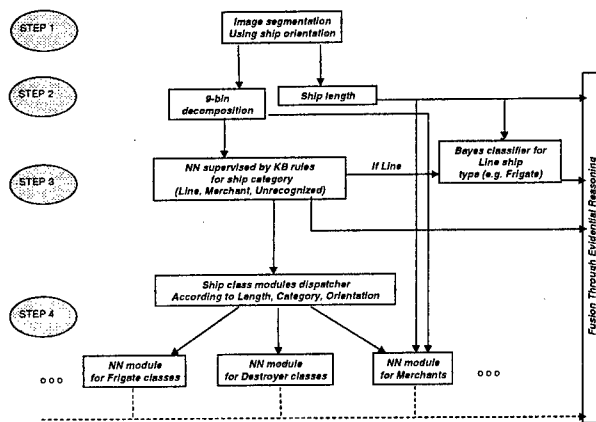 STEP 1
Image segmentation
Using ship orientation
STEP 2
9-bin
decomposition
Ship length
STEP 3
NN supervised by KB rules
for ship category
(Line, Merchant, Unrecognized)
If Line
Bayes classifier for
Line ship
type (e.g. Frigate)
Ship class modules dispatcher
According to Length, Category, Orientation
STEP 4
NN module
for Frigate classes
NN module
for Destroyer classes
NN module
for Merchants
Fusion Through Evidential Reasoning